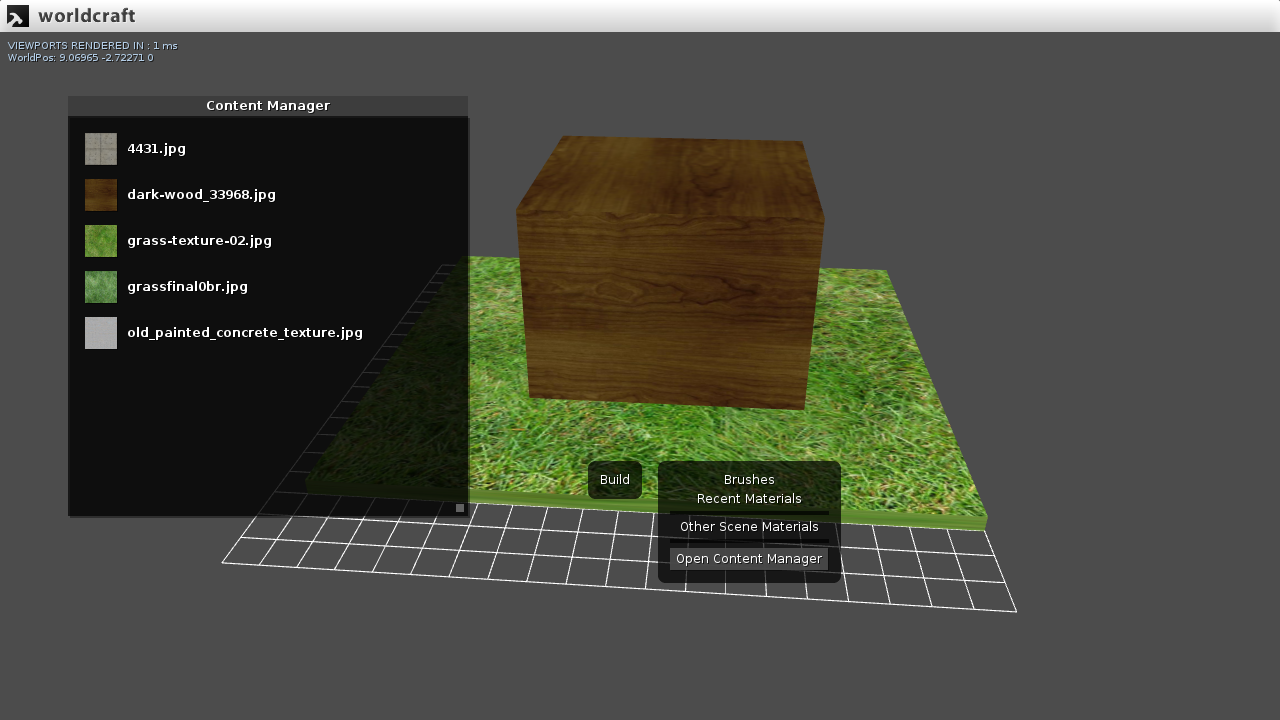 worldcraft
VIEWPORTS RENDERED IN : 1 ms
WorldPos: 9.06965 -2.72271 0
Content Manager
4431.jpg
dark-wood_33968.jpg
grass-texture-02.jpg
grassfinal0br.jpg
old_painted_concrete_texture.jpg
Build
Brushes
Recent Materials
Other Scene Materials
Open Content Manager